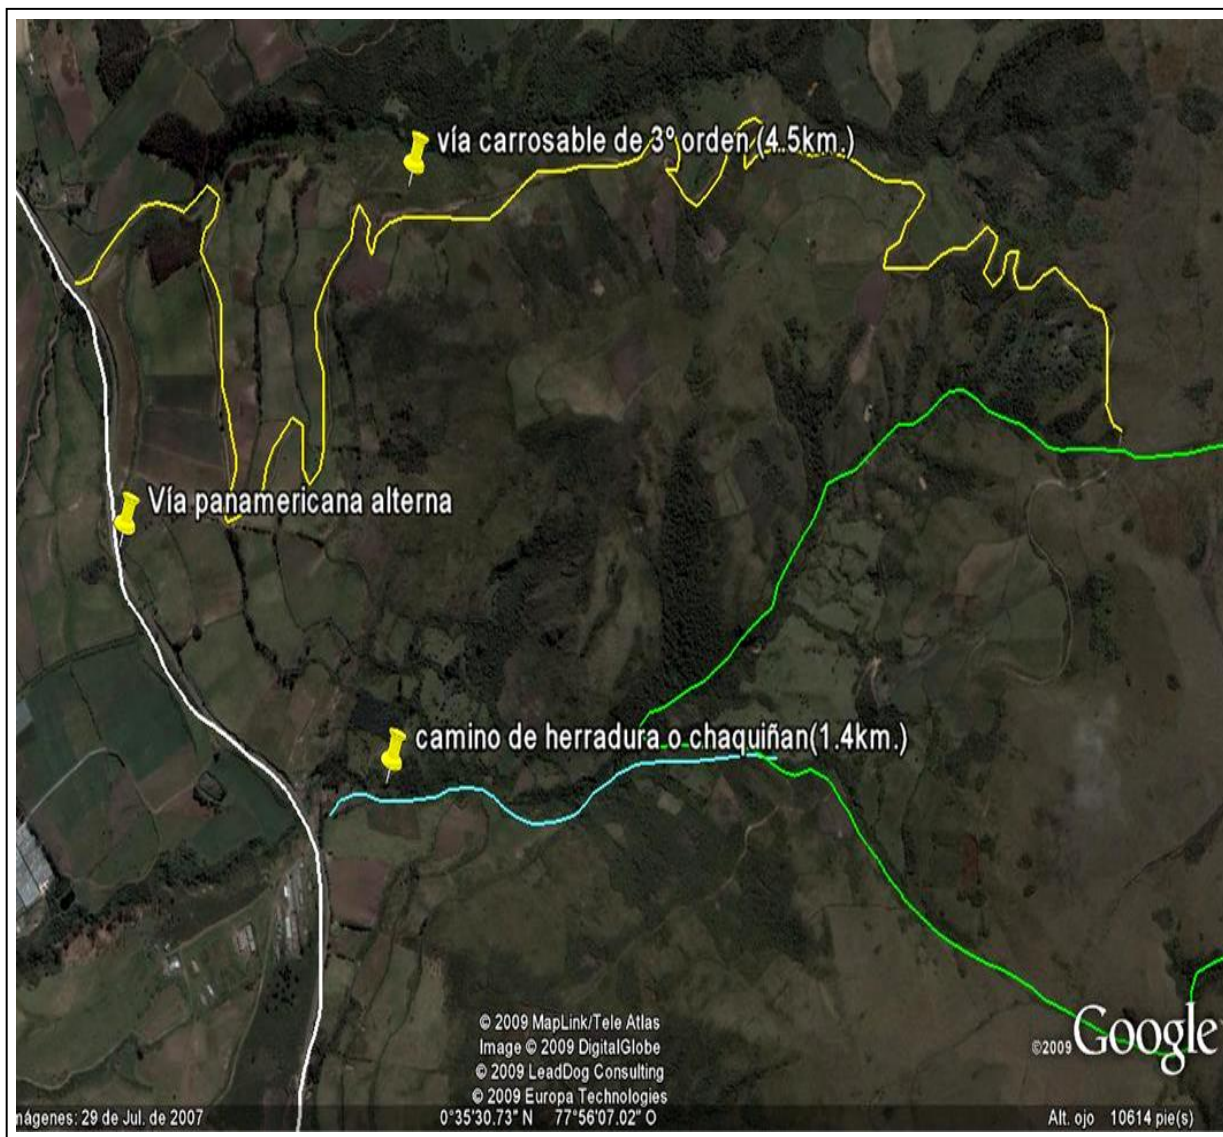 vía carrosable de 3º orden (4.5km.)
Vía panamericana alterna
camino de herradura o chaquiñan(1.4km.)
© 2009 MapLink/Tele Atlas
Image © 2009 DigitalGlobe
© 2009 LeadDog Consulting
© 2009 Europa Technologies
©2009 Google
mágenes: 29 de Jul. de 2007
0°35'30.73" N 77°56'07.02" O
Alt. ojo 10614 pie(s)